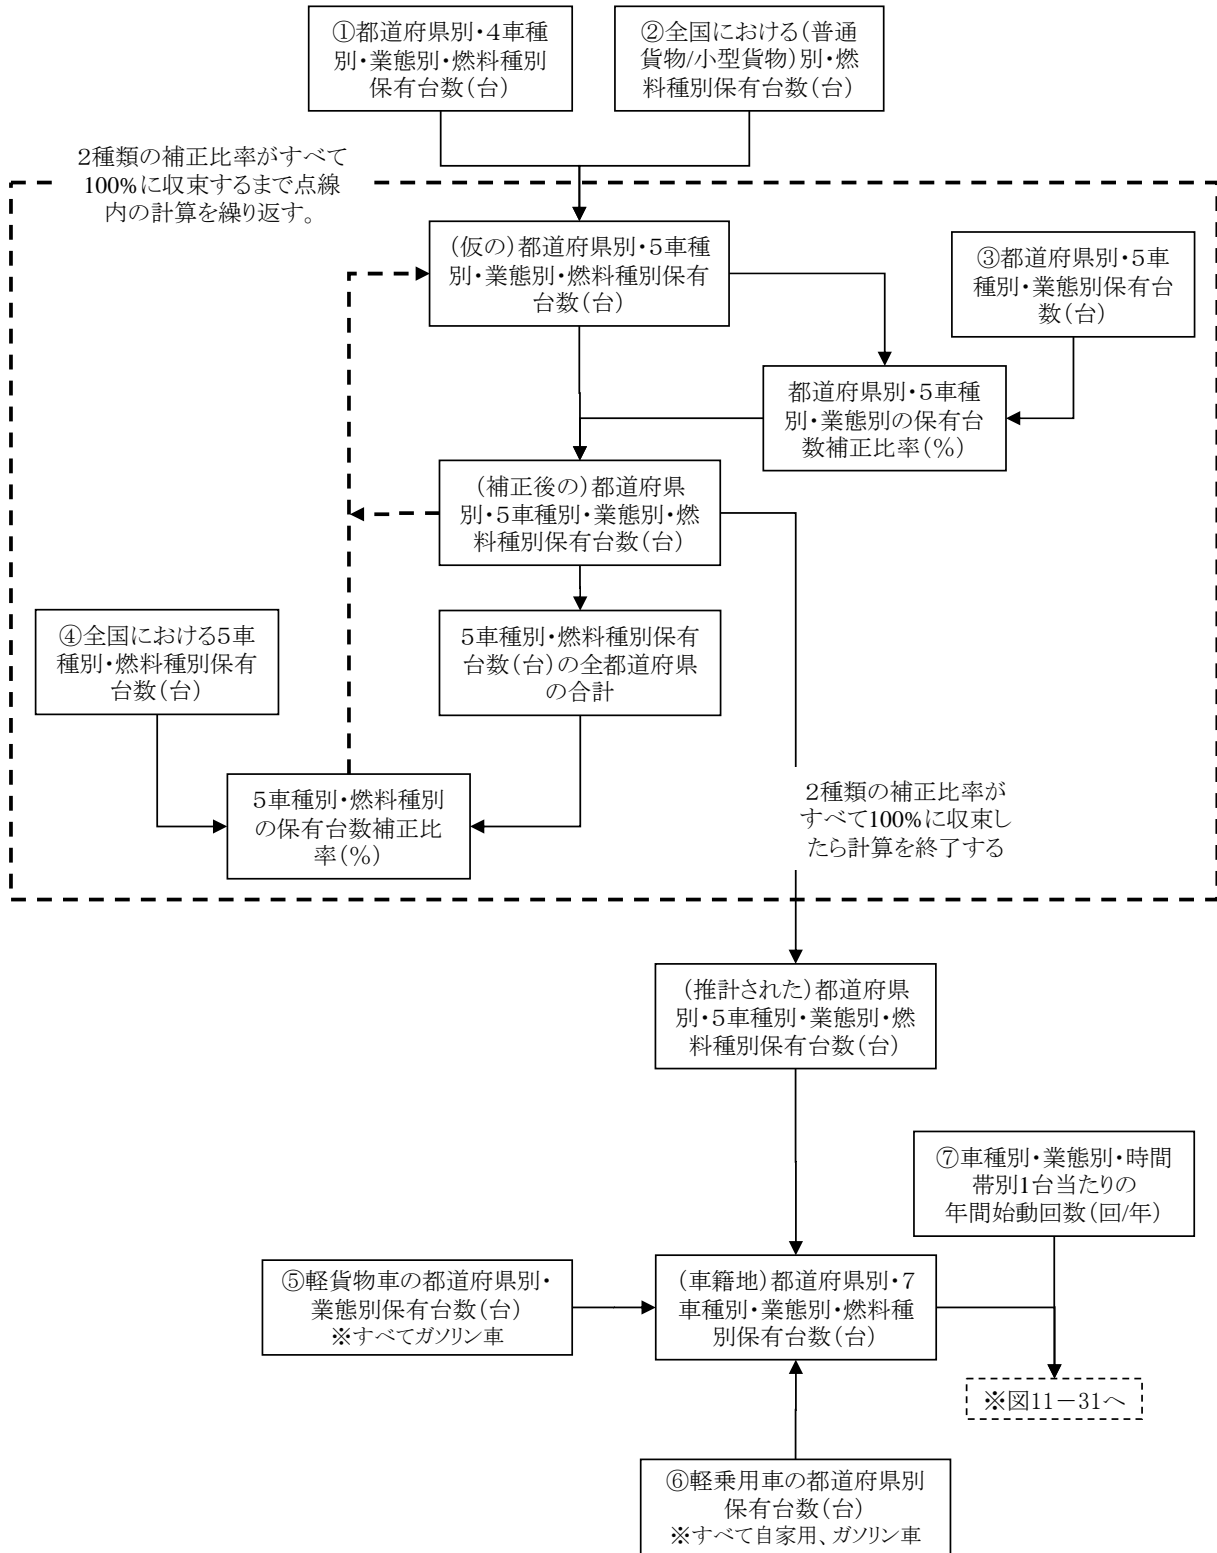 ①都道府県別・4車種
別・業態別・燃料種別
保有台数(台)
②全国における(普通
貨物/小型貨物)別・燃
料種別保有台数(台)
2種類の補正比率がすべて
100%に収束するまで点線
内の計算を繰り返す。
(仮の)都道府県別・5車種
別・業態別・燃料種別保有
台数(台)
③都道府県別・5車
種別・業態別保有台
数(台)
都道府県別・5車種
別・業態別の保有台
数補正比率(%)
(補正後の)都道府県
別・5車種別・業態別・燃
料種別保有台数(台)
④全国における5車
種別・燃料種別保有
台数(台)
5車種別・燃料種別保有
台数(台)の全都道府県
の合計
5車種別・燃料種別
の保有台数補正比
率(%)
2種類の補正比率が
すべて100%に収束し
たら計算を終了する
(推計された)都道府県
別・5車種別・業態別・燃
料種別保有台数(台)
⑦車種別・業態別・時間
帯別1台当たりの
年間始動回数(回/年)
⑤軽貨物車の都道府県別・
業態別保有台数(台)
※すべてガソリン車
(車籍地)都道府県別・7
車種別・業態別・燃料種
別保有台数(台)
※図11-31へ
⑥軽乗用車の都道府県別
保有台数(台)
※すべて自家用、ガソリン車